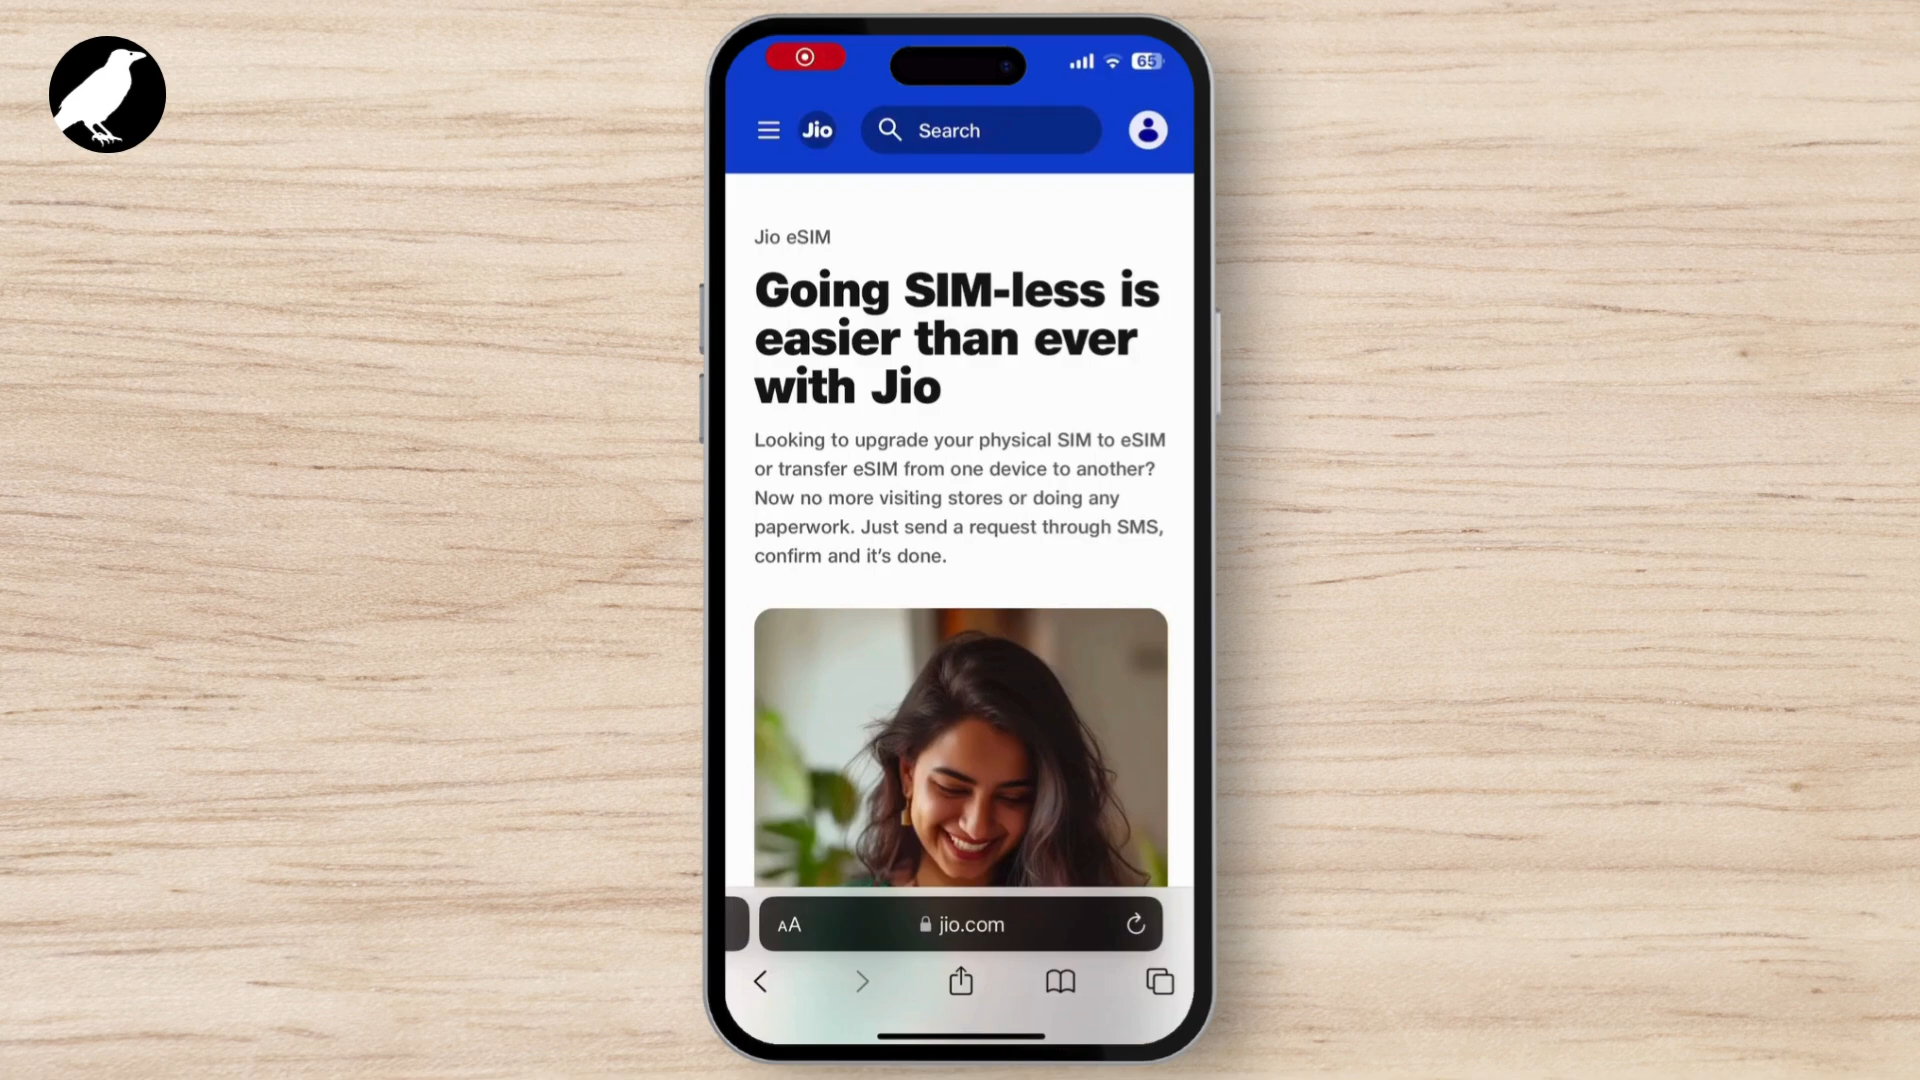 65
Jio
Search
Jio eSIM
Going SIM-less is
easier than ever
with Jio
Looking to upgrade your physical SIM to eSIM
or transfer eSIM from one device to another?
Now no more visiting stores or doing any
paperwork. Just send a request through SMS,
confirm and it's done.
AA
jio.com